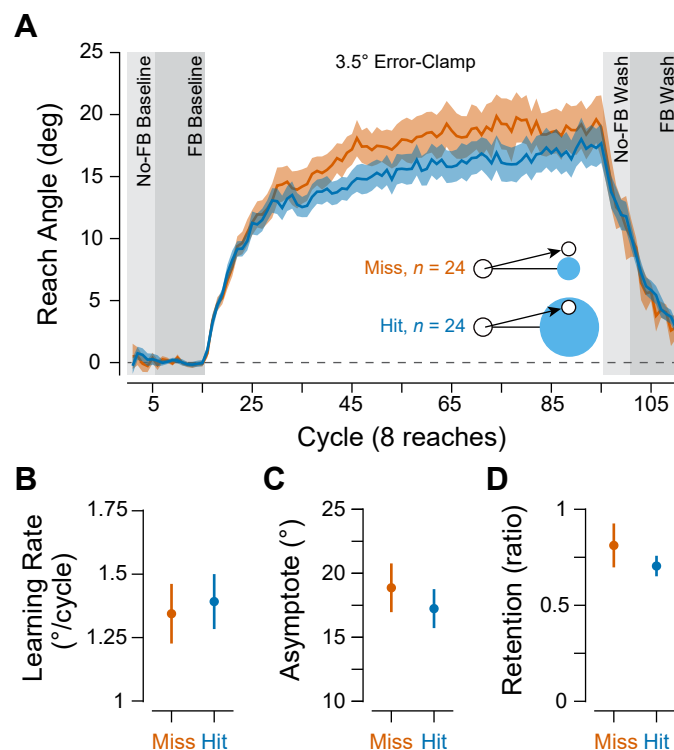 A
3.5° Error-Clamp
No-FB Baseline
FB Baseline
No-FB Wash
FB Wash
Reach Angle (deg)
25
20
15
10
5
0
Miss, n = 24
Hit, n = 24
5
25
45
65
85
105
Cycle (8 reaches)
B
Learning Rate
(°/cycle)
1.75
1.5
1.25
1
Miss Hit
C
Asymptote (°)
25
20
15
10
Miss Hit
D
Retention (ratio)
1
0.5
0
Miss Hit